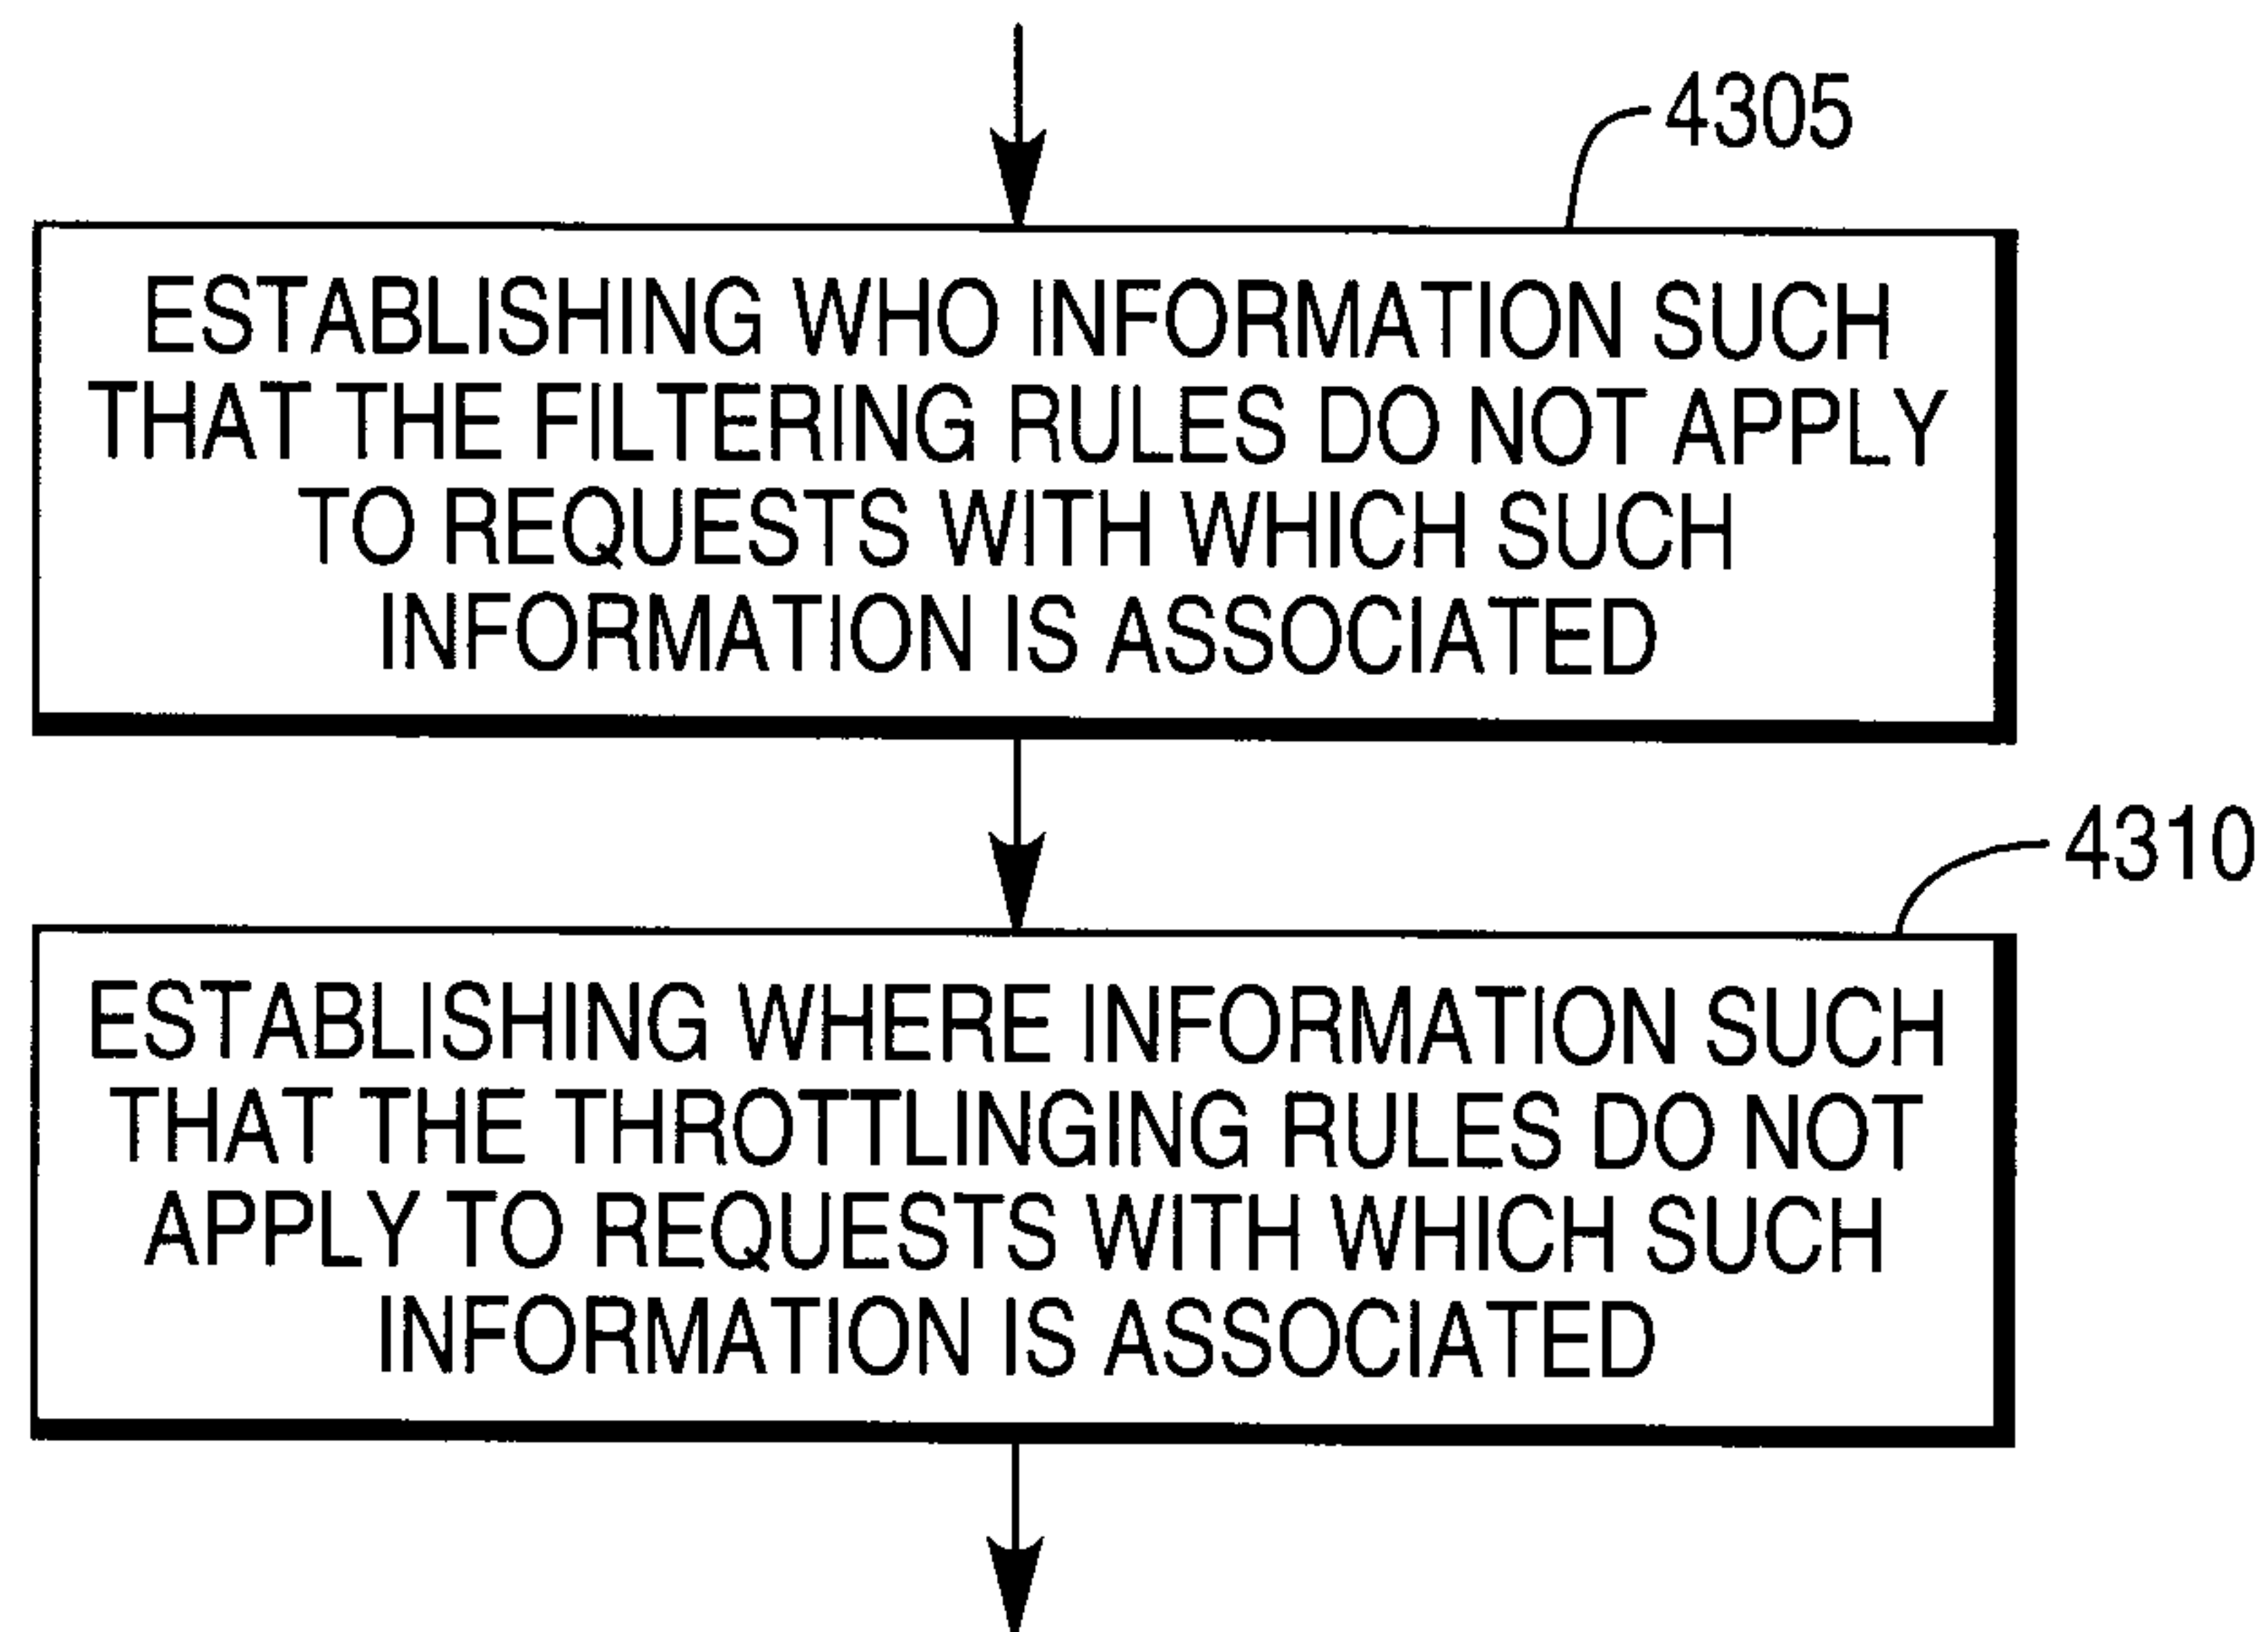 4305
ESTABLISHING WHO INFORMATION SUCH
THAT THE FILTERING RULES DO NOT APPLY
TO REQUESTS WITH WHICH SUCH
INFORMATION IS ASSOCIATED
4310
ESTABLISHING WHERE INFORMATION SUCH
THAT THE THROTTLINGING RULES DO NOT
APPLY TO REQUESTS WITH WHICH SUCH
INFORMATION IS ASSOCIATED